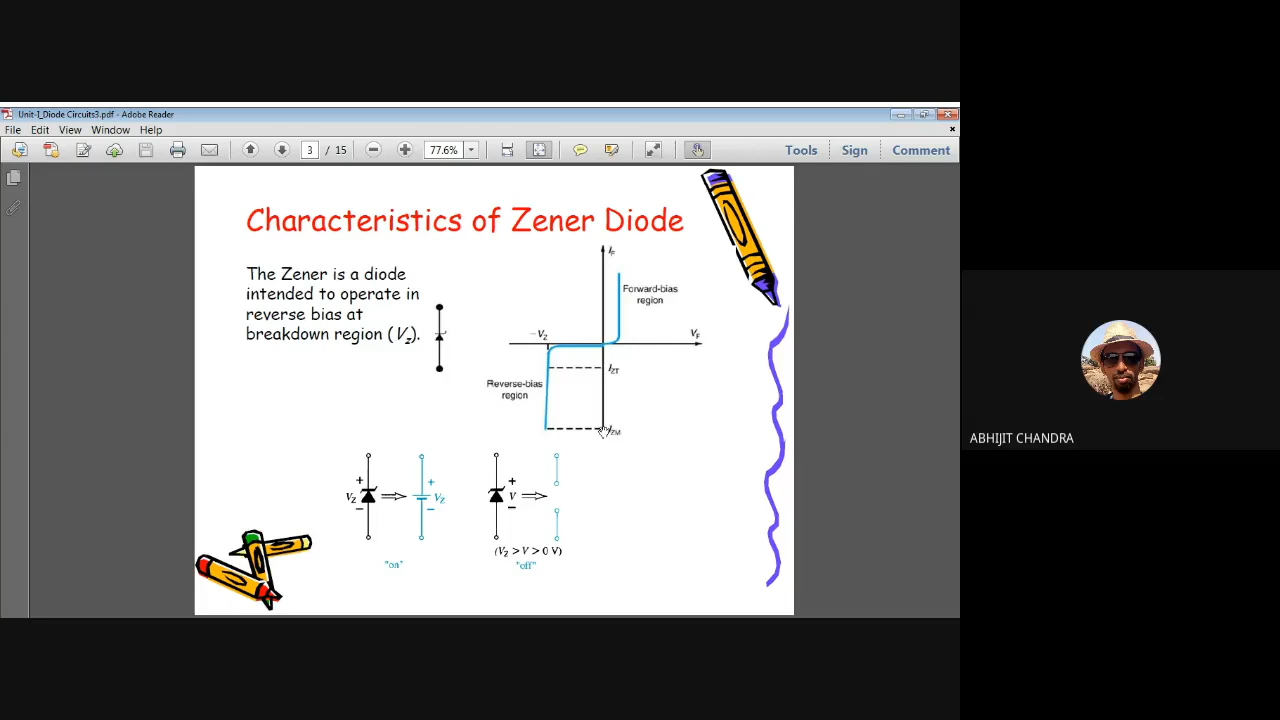 Unit-I_Diode Circuits3.pdf - Adobe Reader
File Edit View Window Help
3 / 15 77.6% Tools Sign Comment
Characteristics of Zener Diode
The Zener is a diode
intended to operate in
reverse bias at
breakdown region (Vz).
IF
Forward-bias
region
−VZ
VF
IZT
Reverse-bias
region
IZM
ABHIJIT CHANDRA
+ + +
VZ VZ V
− − −
(VZ > V > 0 V)
"on" "off"